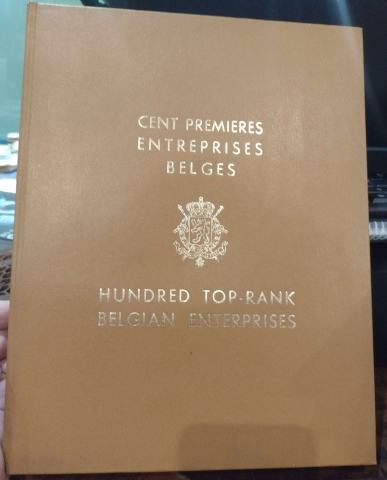 CENT PREMIERES
ENTREPRISES
BELGES
HUNDRED TOP-RANK
BELGIAN ENTERPRISES